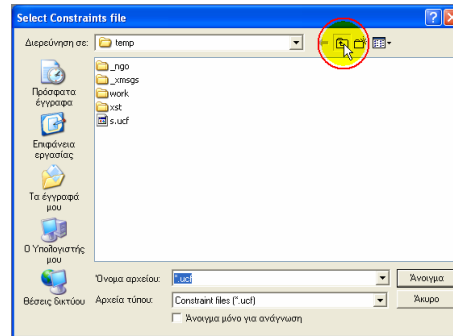 Select Constraints file
Διερεύνηση σε:
temp
_ngo
_xmsgs
work
xst
s.ucf
Πρόσφατα
έγγραφα
Επιφάνεια
εργασίας
Τα έγγραφά
μου
Ο Υπολογιστής
μου
Θέσεις δικτύου
Όνομα αρχείου:
*.ucf
Άνοιγμα
Αρχεία τύπου:
Constraint files (*.ucf)
Άκυρο
Άνοιγμα μόνο για ανάγνωση